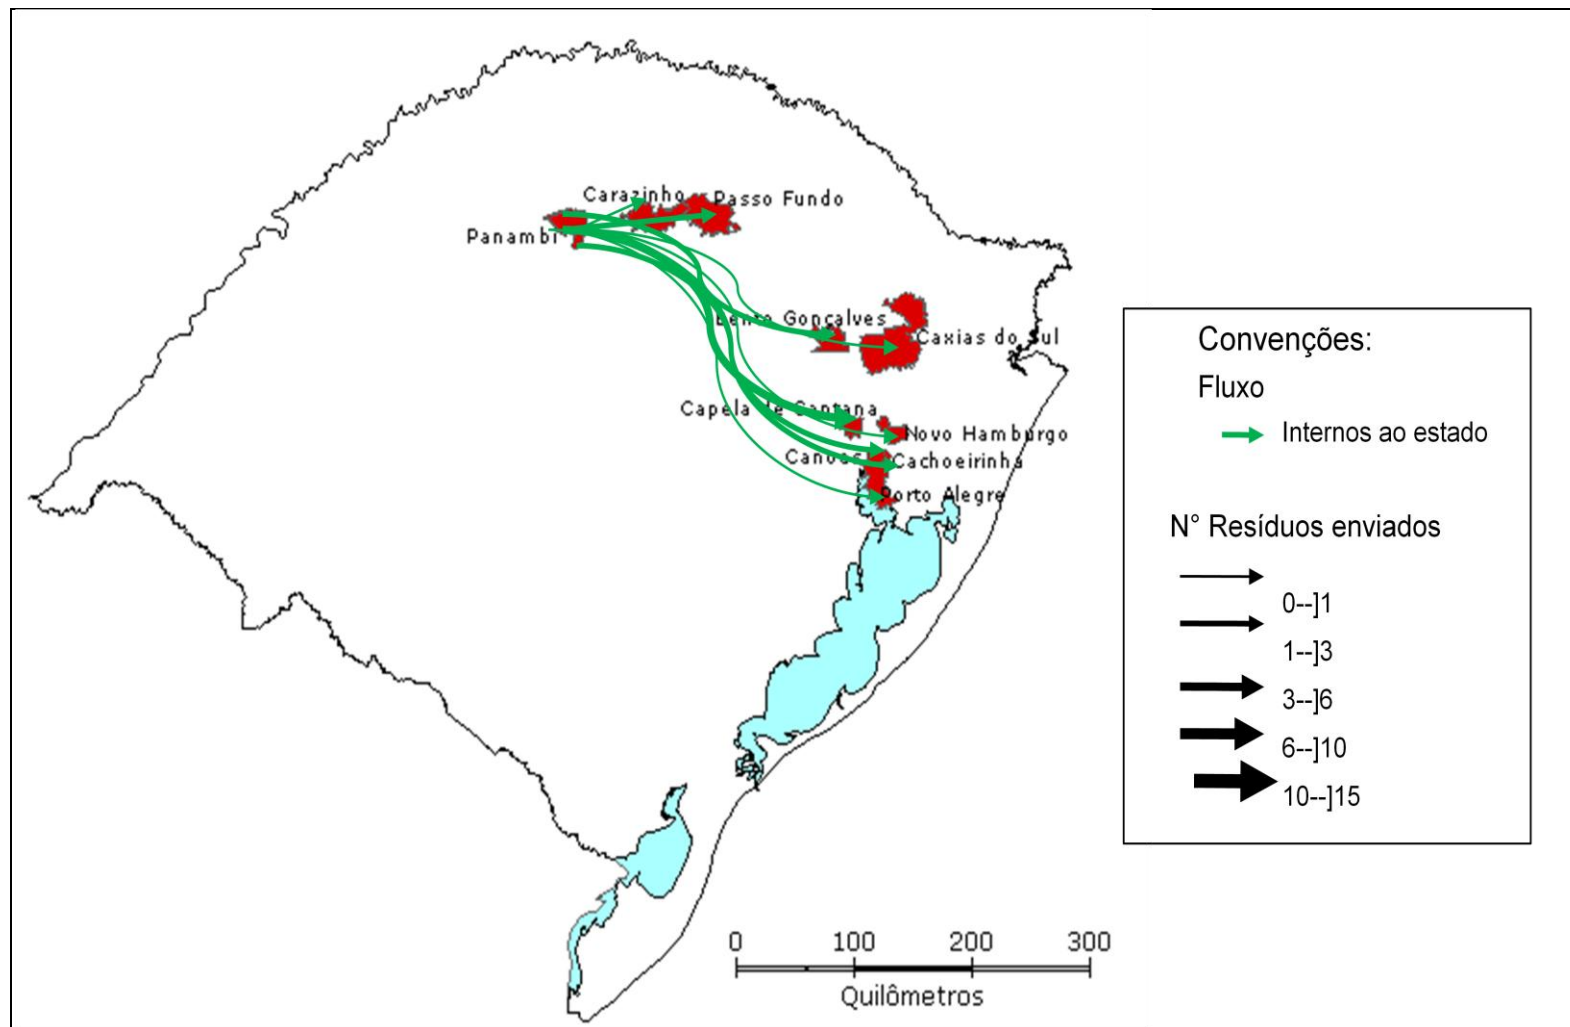 Carazinho
Passo Fundo
Panambi
Bento Gonçalves
Caxias do Sul
Capela de Santana
Novo Hamburgo
Canoas
Cachoeirinha
Porto Alegre
0 100 200 300
Quilômetros
Convenções:
Fluxo
Internos ao estado
N° Resíduos enviados
0--]1
1--]3
3--]6
6--]10
10--]15